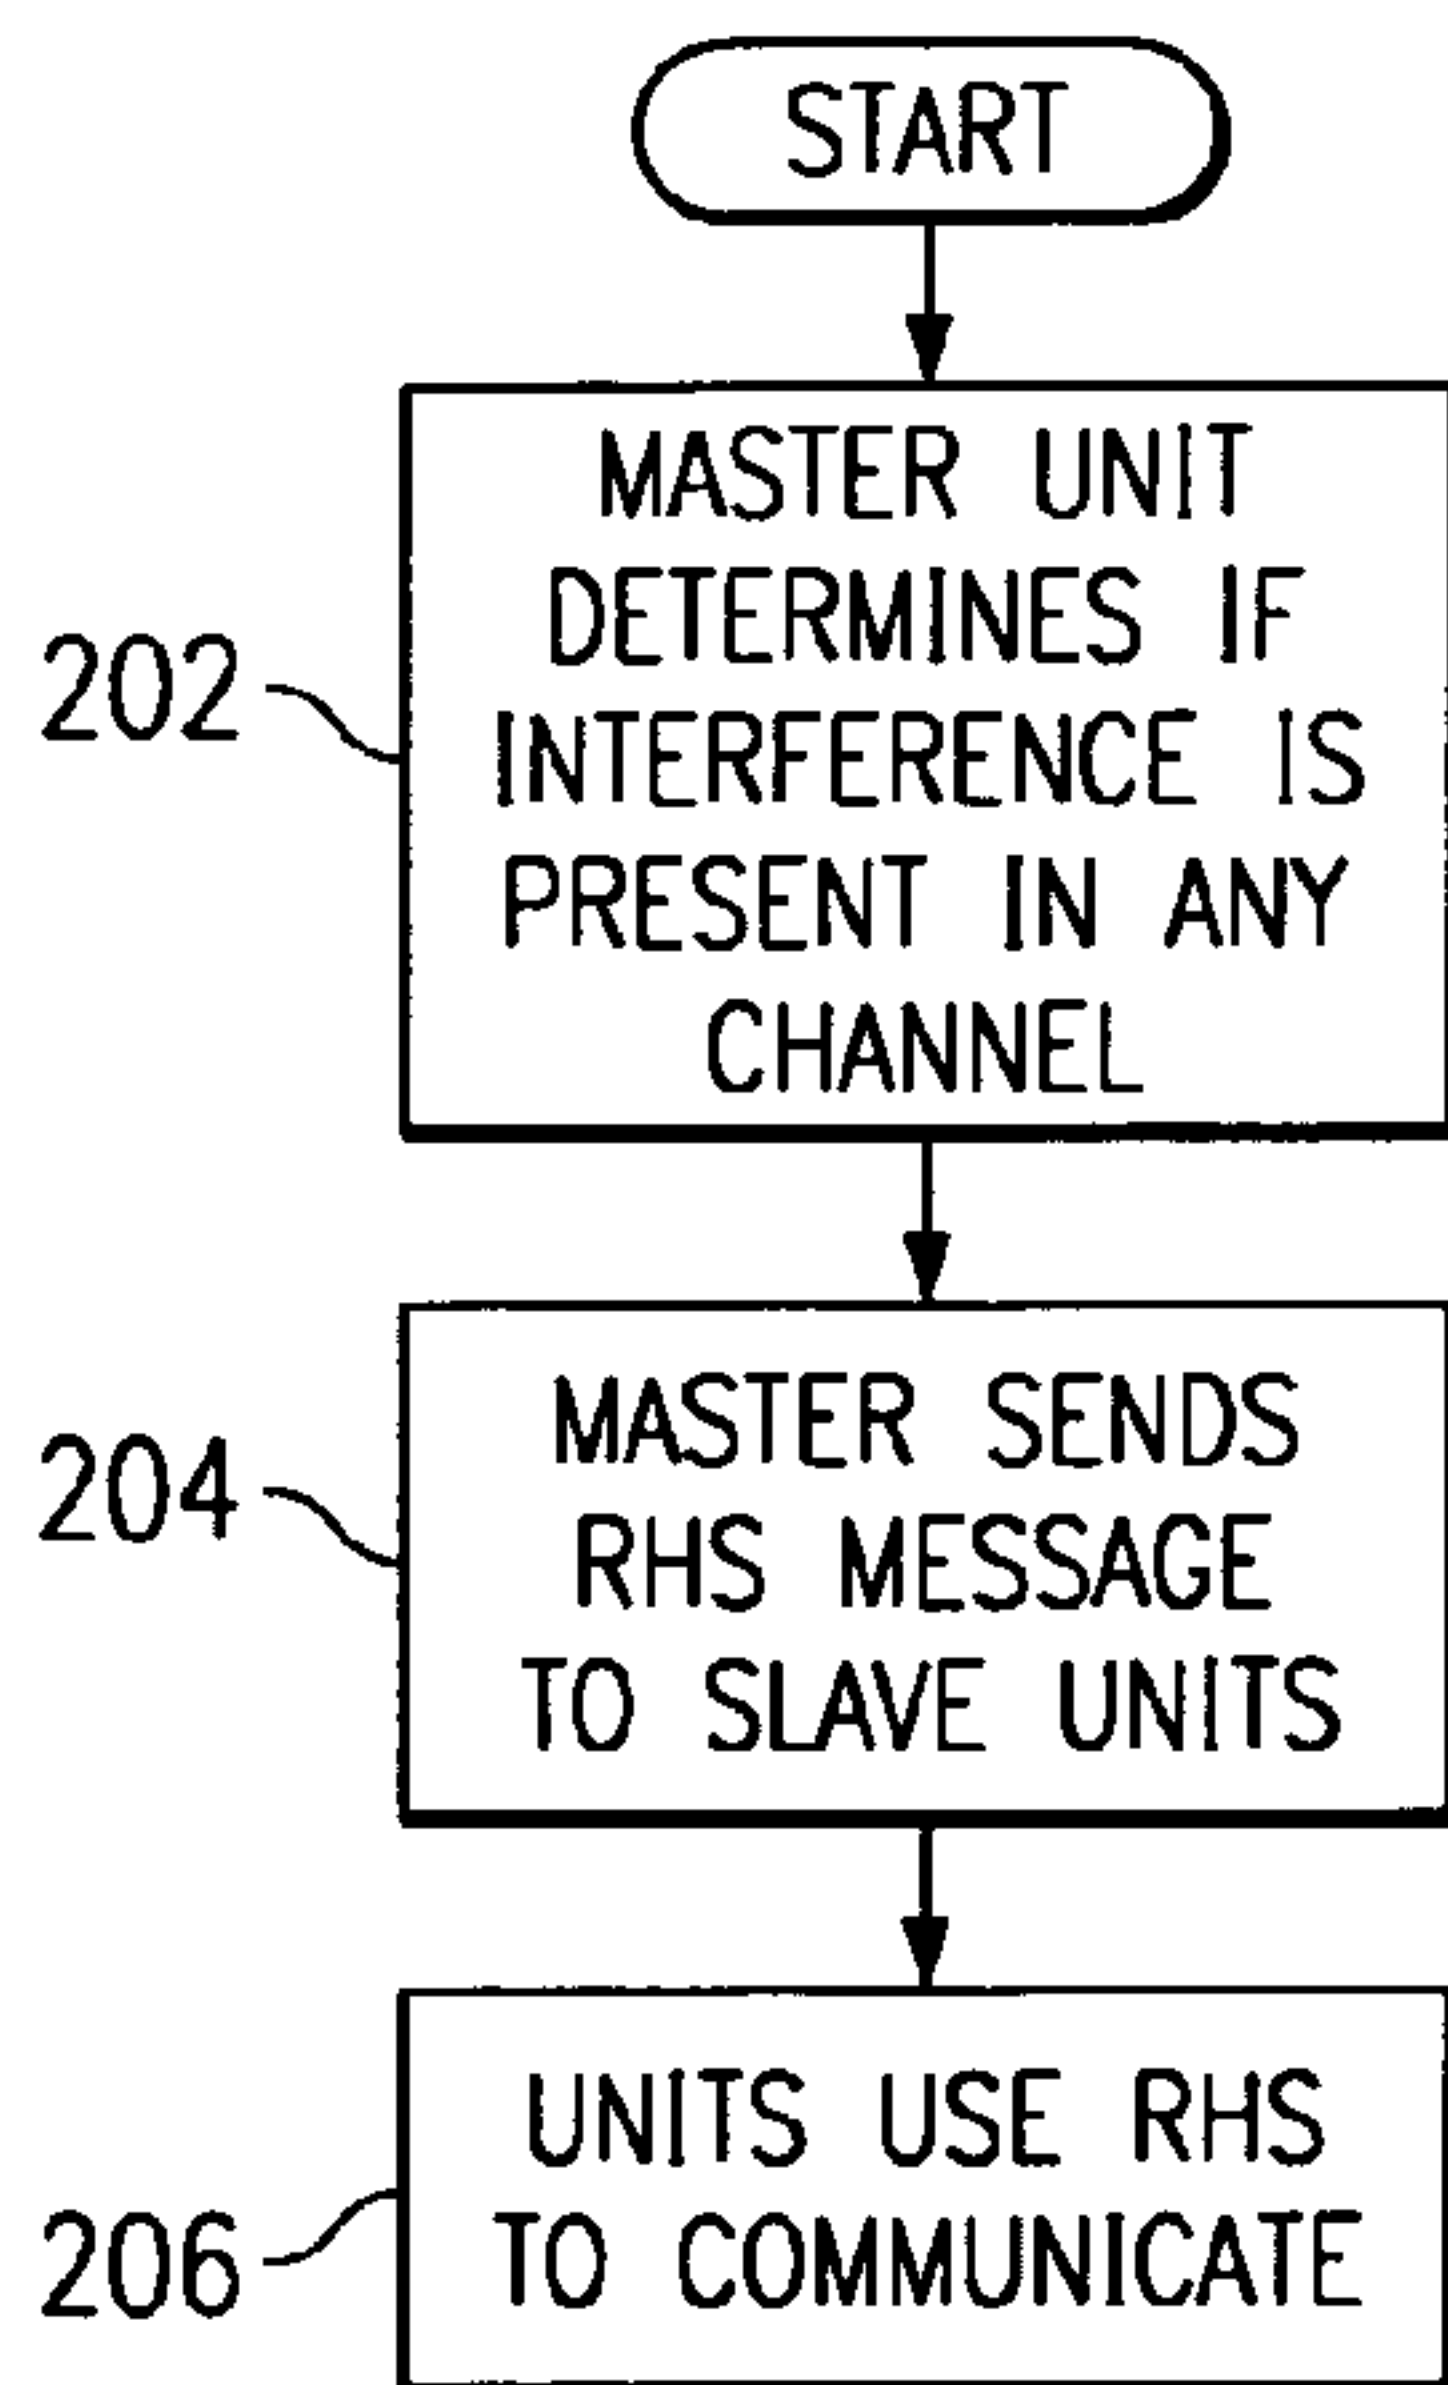 START
MASTER UNIT
DETERMINES IF
INTERFERENCE IS
PRESENT IN ANY
CHANNEL
202
MASTER SENDS
RHS MESSAGE
TO SLAVE UNITS
204
UNITS USE RHS
TO COMMUNICATE
206